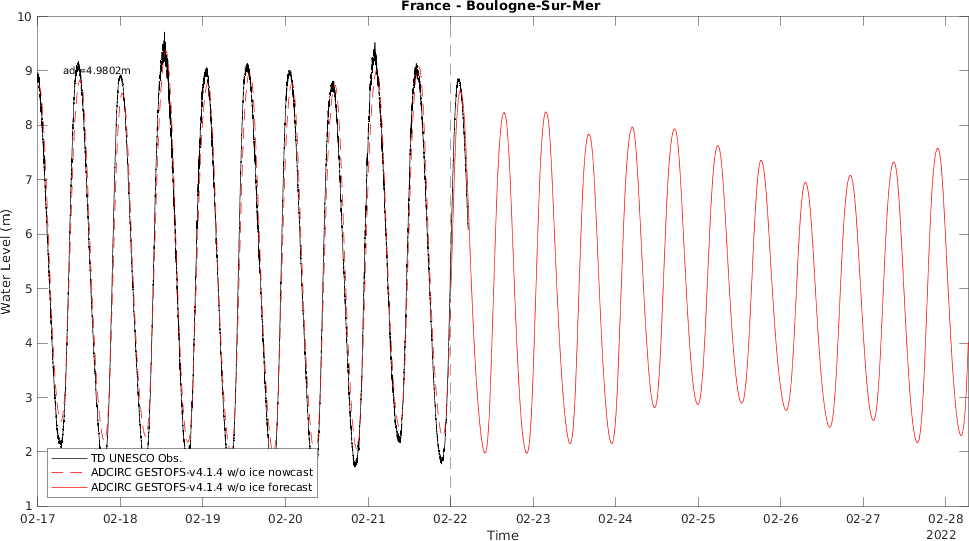 France - Boulogne-Sur-Mer
Water Level (m)
10
9
8
7
6
5
4
3
2
1
adj=4.9802m
TD UNESCO Obs.
ADCIRC GESTOFS-v4.1.4 w/o ice nowcast
ADCIRC GESTOFS-v4.1.4 w/o ice forecast
02-17 02-18 02-19 02-20 02-21 02-22 02-23 02-24 02-25 02-26 02-27 02-28
Time
2022